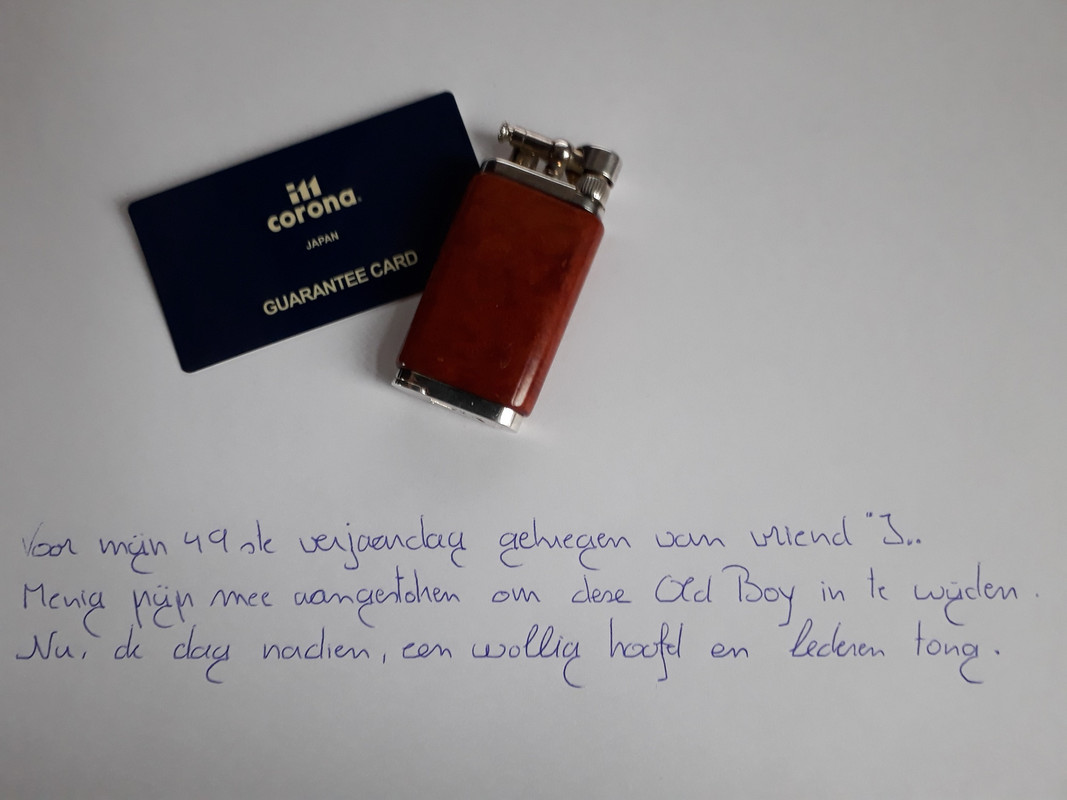 corona
JAPAN
GUARANTEE CARD
Voor mijn 49ste verjaardag gekregen van vriend "J..
Menig pijp mee aangestoken om deze Old Boy in te wijden.
Nu, de dag nadien, een wollig hoofd en lederen tong.